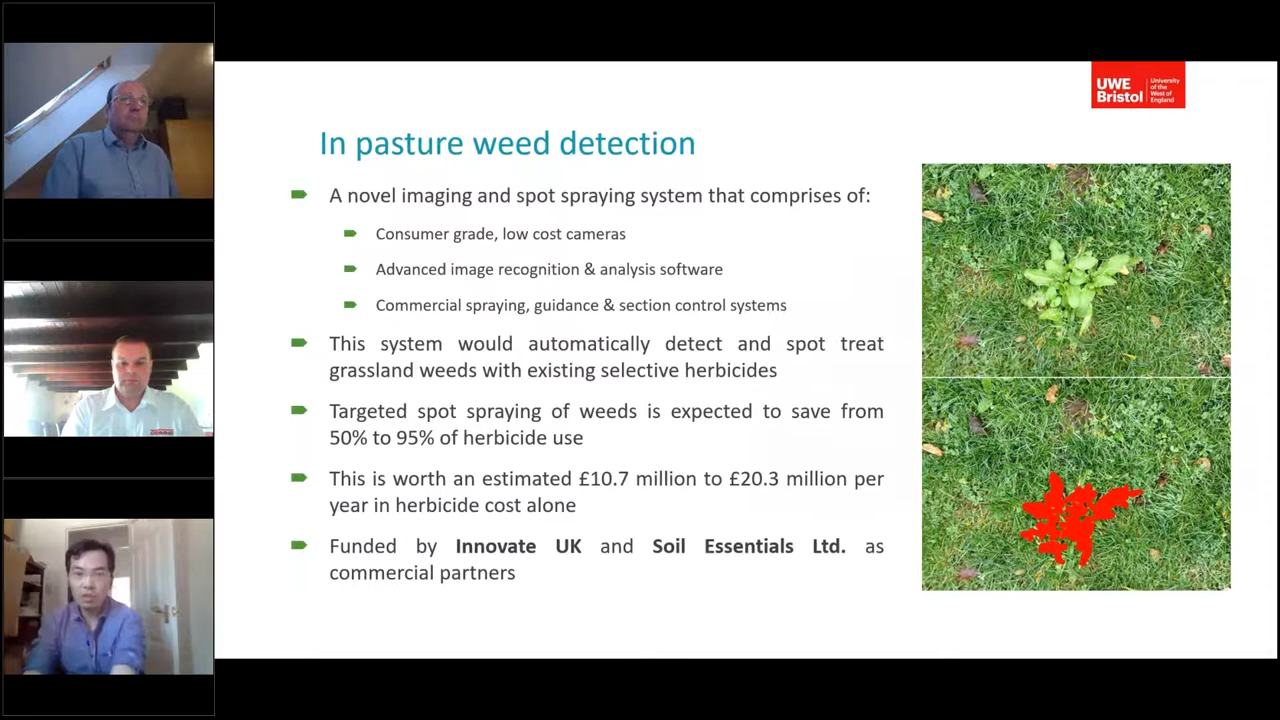 UWE
Bristol
University
of the
West of
England
In pasture weed detection
A novel imaging and spot spraying system that comprises of:
Consumer grade, low cost cameras
Advanced image recognition & analysis software
Commercial spraying, guidance & section control systems
This system would automatically detect and spot treat
grassland weeds with existing selective herbicides
Targeted spot spraying of weeds is expected to save from
50% to 95% of herbicide use
This is worth an estimated £10.7 million to £20.3 million per
year in herbicide cost alone
Funded by Innovate UK and Soil Essentials Ltd. as
commercial partners